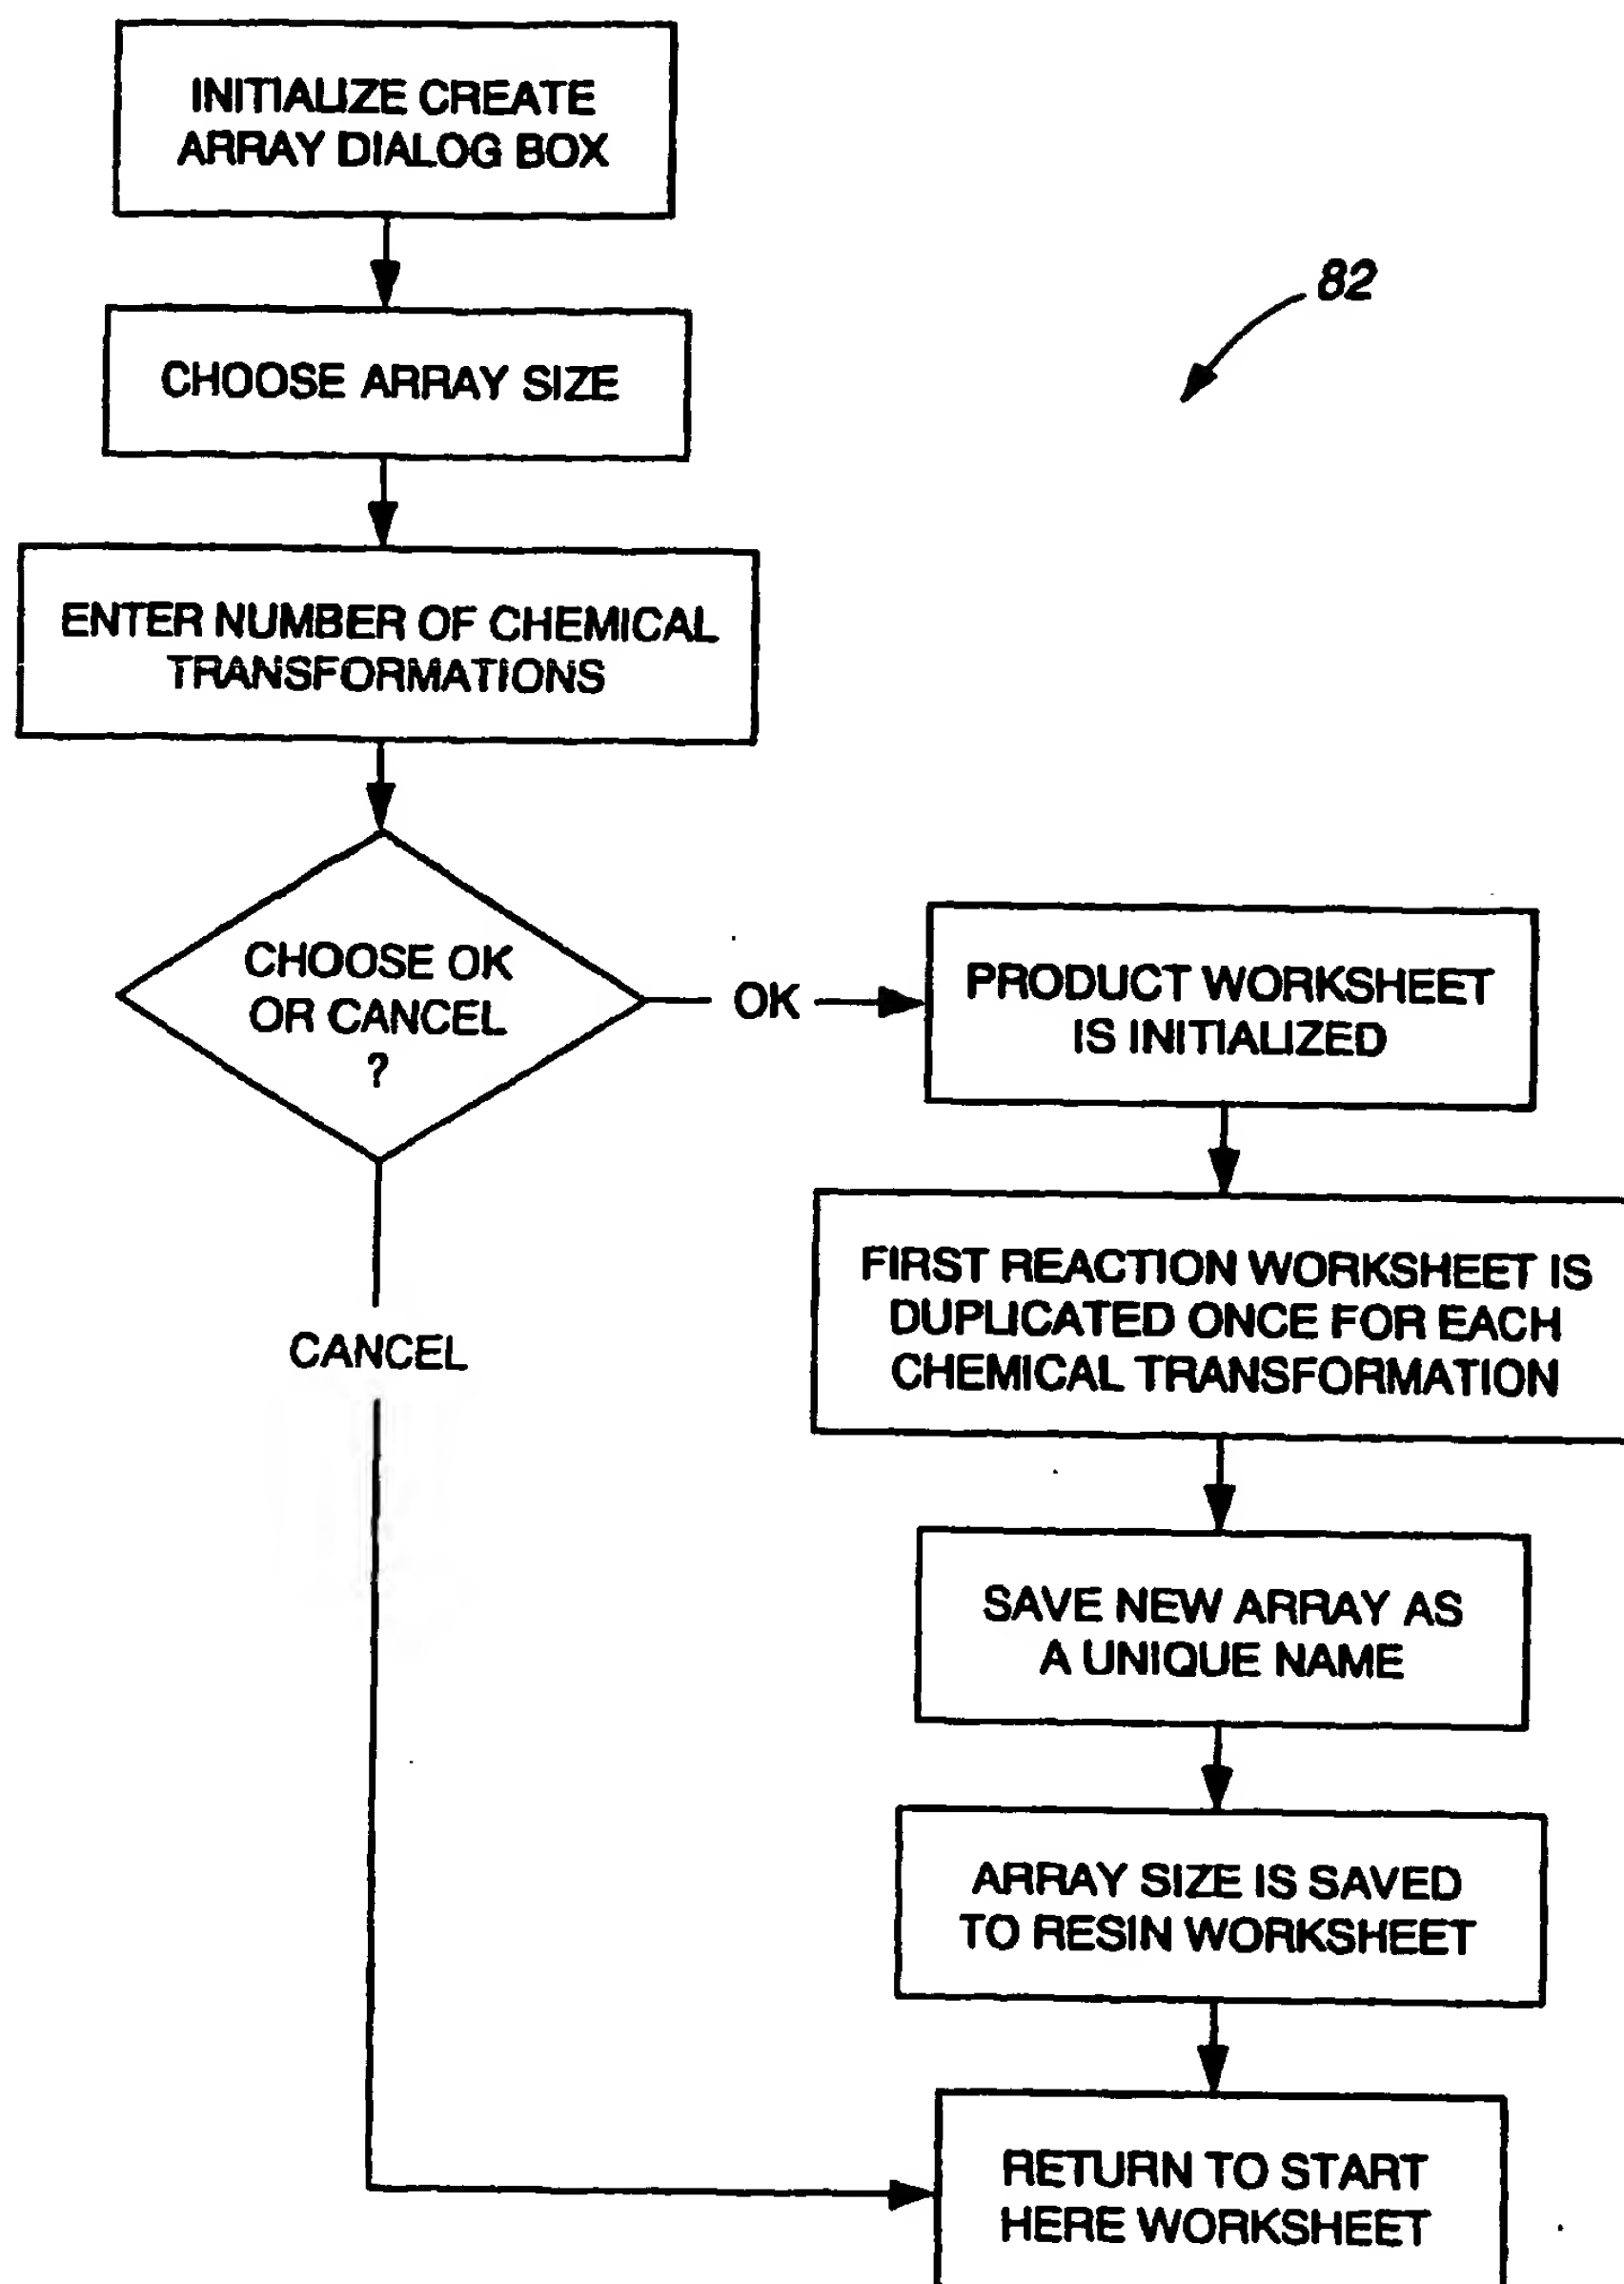 INITIALIZE CREATE
ARRAY DIALOG BOX
82
CHOOSE ARRAY SIZE
ENTER NUMBER OF CHEMICAL
TRANSFORMATIONS
CHOOSE OK
OR CANCEL
?
OK
PRODUCT WORKSHEET
IS INITIALIZED
FIRST REACTION WORKSHEET IS
DUPLICATED ONCE FOR EACH
CHEMICAL TRANSFORMATION
CANCEL
SAVE NEW ARRAY AS
A UNIQUE NAME
ARRAY SIZE IS SAVED
TO RESIN WORKSHEET
RETURN TO START
HERE WORKSHEET